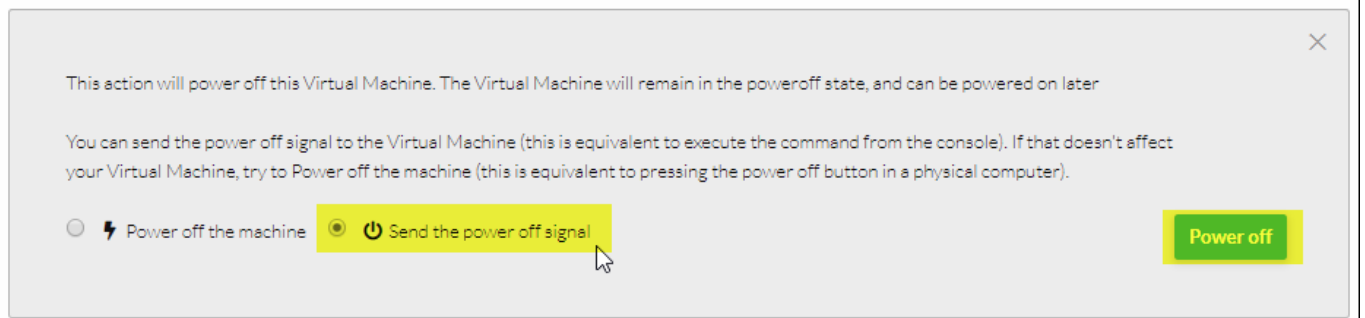 This action will power off this Virtual Machine. The Virtual Machine will remain in the poweroff state, and can be powered on later
You can send the power off signal to the Virtual Machine (this is equivalent to execute the command from the console). If that doesn't affect
your Virtual Machine, try to Power off the machine (this is equivalent to pressing the power off button in a physical computer).
Power off the machine Send the power off signal Power off